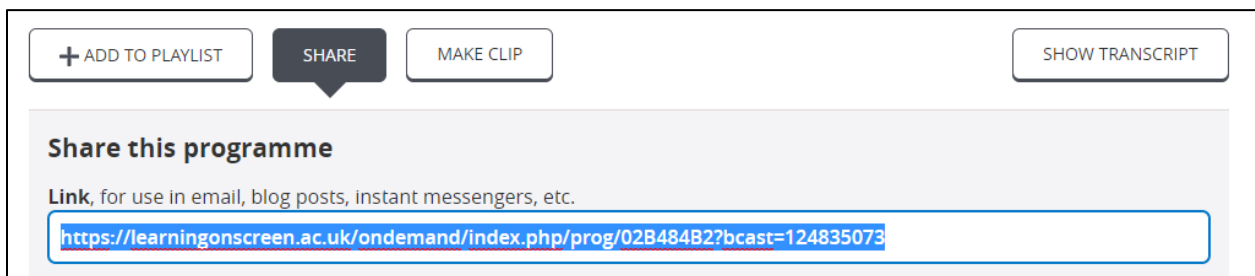 + ADD TO PLAYLIST SHARE MAKE CLIP SHOW TRANSCRIPT
Share this programme
Link, for use in email, blog posts, instant messengers, etc.
https://learningonscreen.ac.uk/ondemand/index.php/prog/02B484B2?bcast=124835073